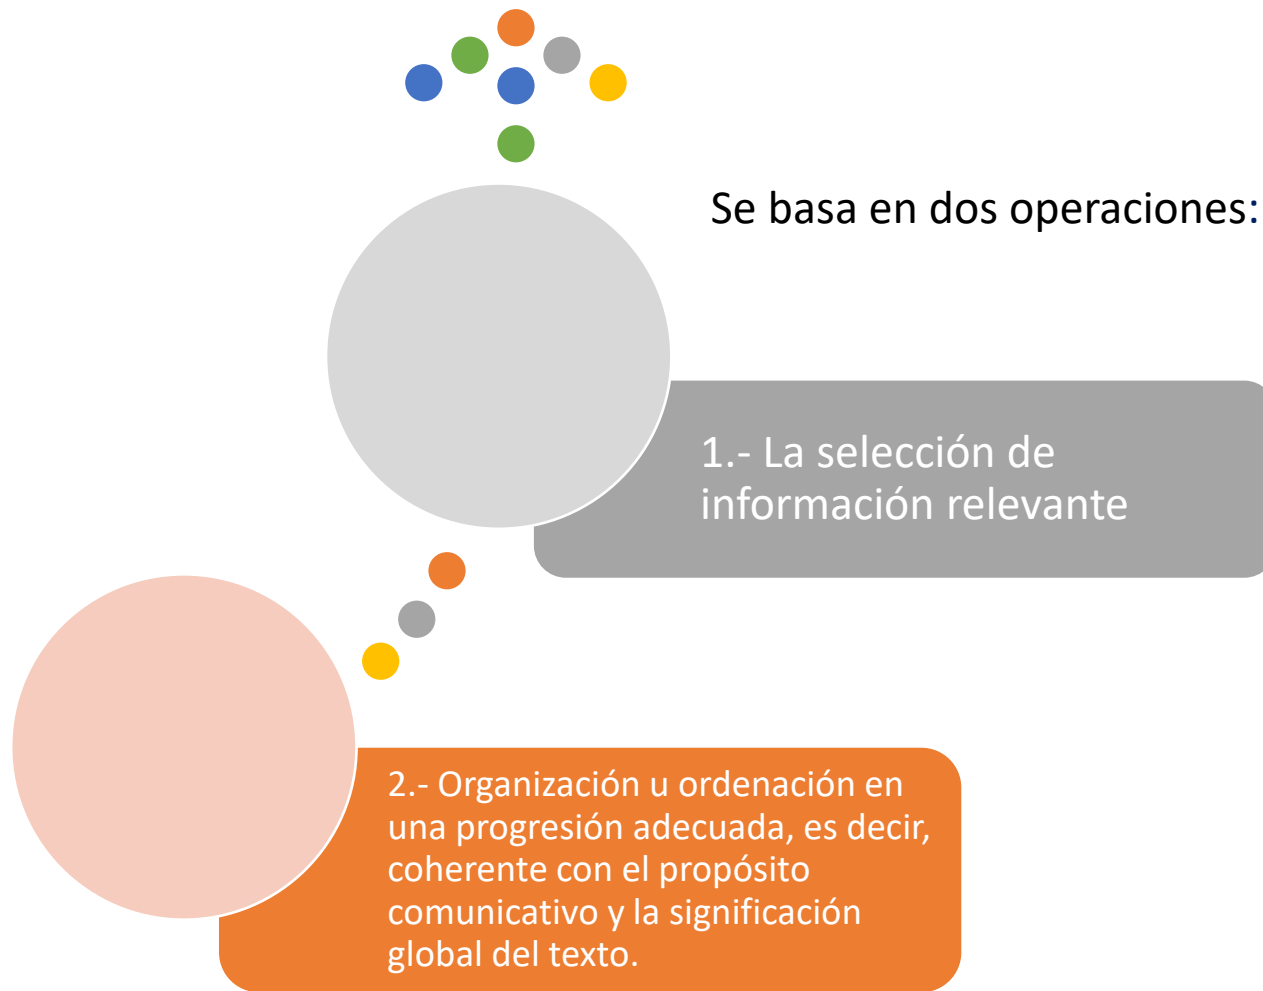 Se basa en dos operaciones:
1.- La selección de
información relevante
2.- Organización u ordenación en
una progresión adecuada, es decir,
coherente con el propósito
comunicativo y la significación
global del texto.